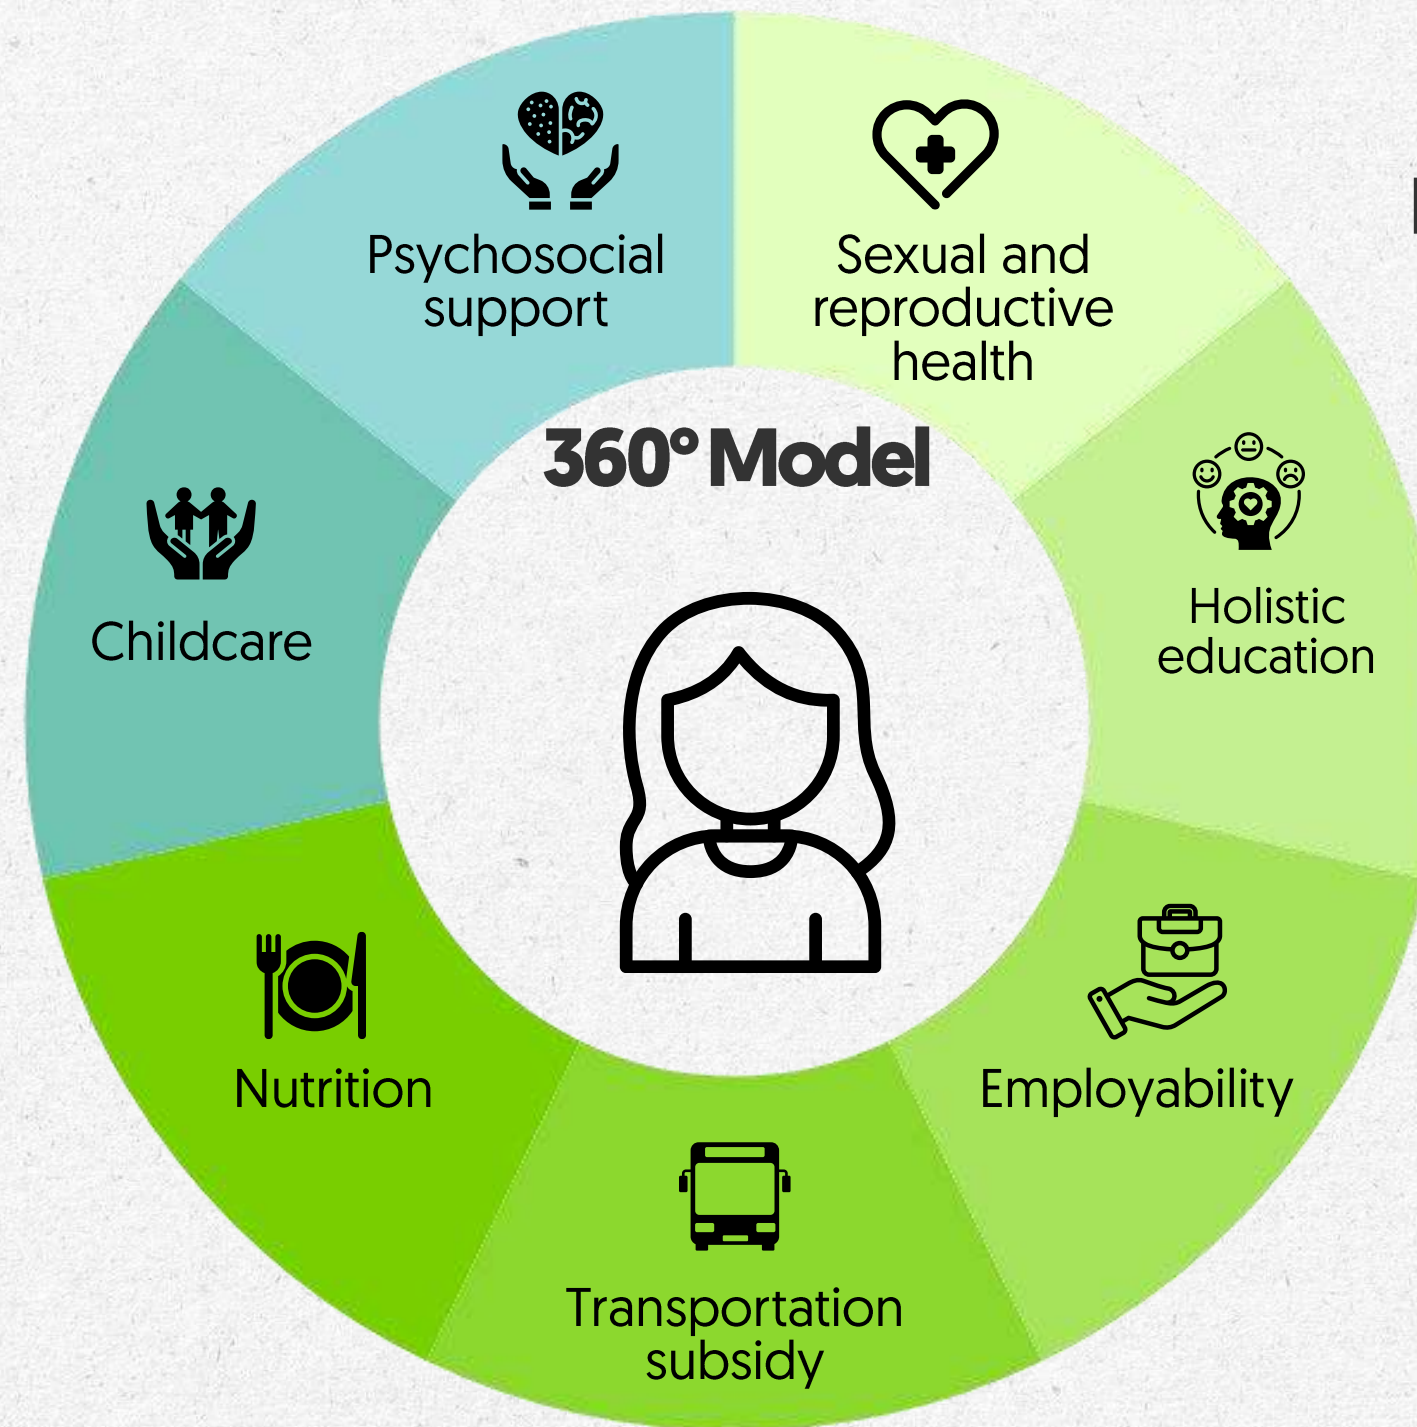 360° Model
Sexual and
reproductive
health
Holistic
education
Employability
Transportation
subsidy
Nutrition
Childcare
Psychosocial
support